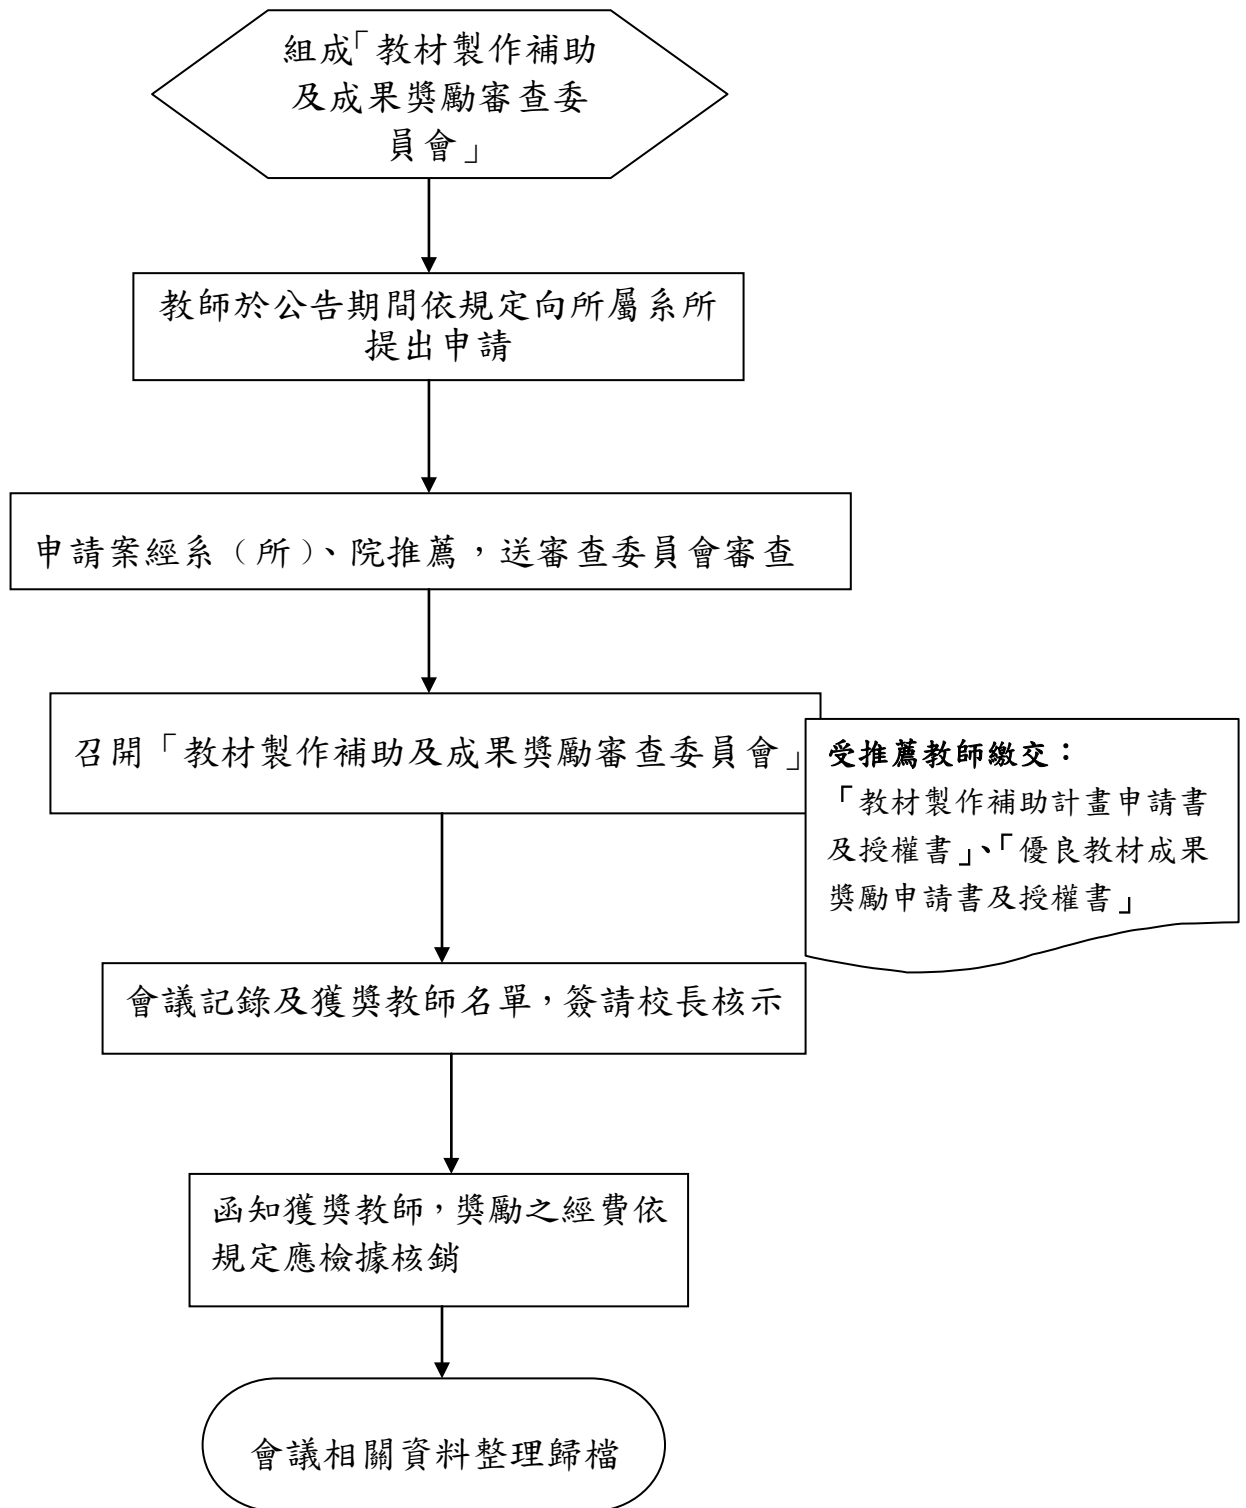 組成「教材製作補助
及成果獎勵審查委
員會」
教師於公告期間依規定向所屬系所
提出申請
申請案經系（所）、院推薦，送審查委員會審查
召開「教材製作補助及成果獎勵審查委員會」
受推薦教師繳交：
「教材製作補助計畫申請書
及授權書」、「優良教材成果
獎勵申請書及授權書」
會議記錄及獲獎教師名單，簽請校長核示
函知獲獎教師，獎勵之經費依
規定應檢據核銷
會議相關資料整理歸檔